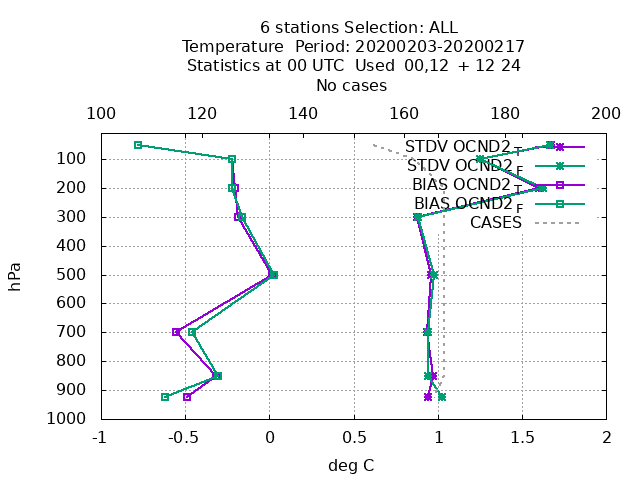 6 stations Selection: ALL
Temperature  Period: 20200203-20200217
Statistics at 00 UTC  Used  00,12  + 12 24
No cases
100 120 140 160 180 200
STDV OCND2_T
STDV OCND2_F
BIAS OCND2_T
BIAS OCND2_F
CASES
100
200
300
400
500
600
700
800
900
1000
hPa
-1 -0.5 0 0.5 1 1.5 2
deg C